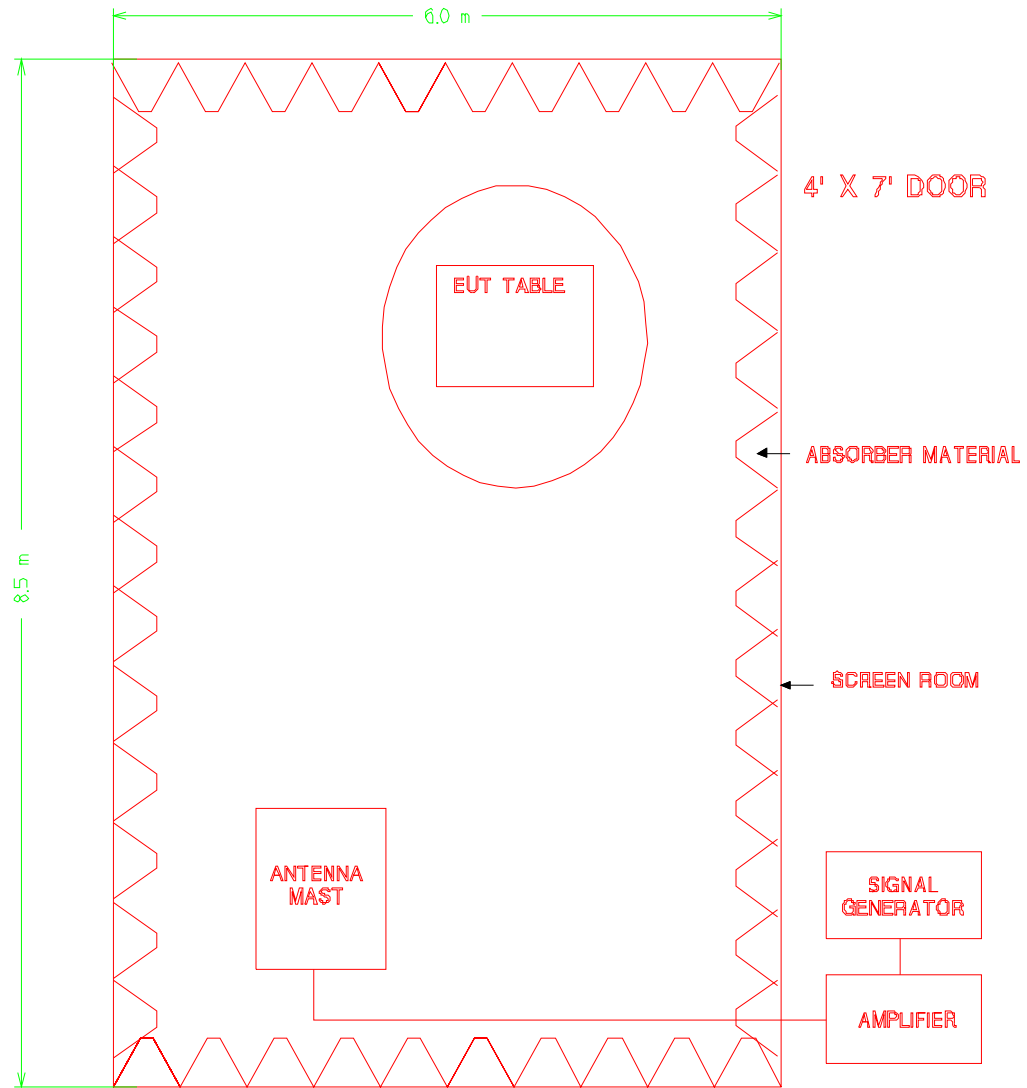 6.0 m
4' X 7' DOOR
EUT TABLE
ABSORBER MATERIAL
8.5 m
SCREEN ROOM
ANTENNA
MAST
SIGNAL
GENERATOR
AMPLIFIER